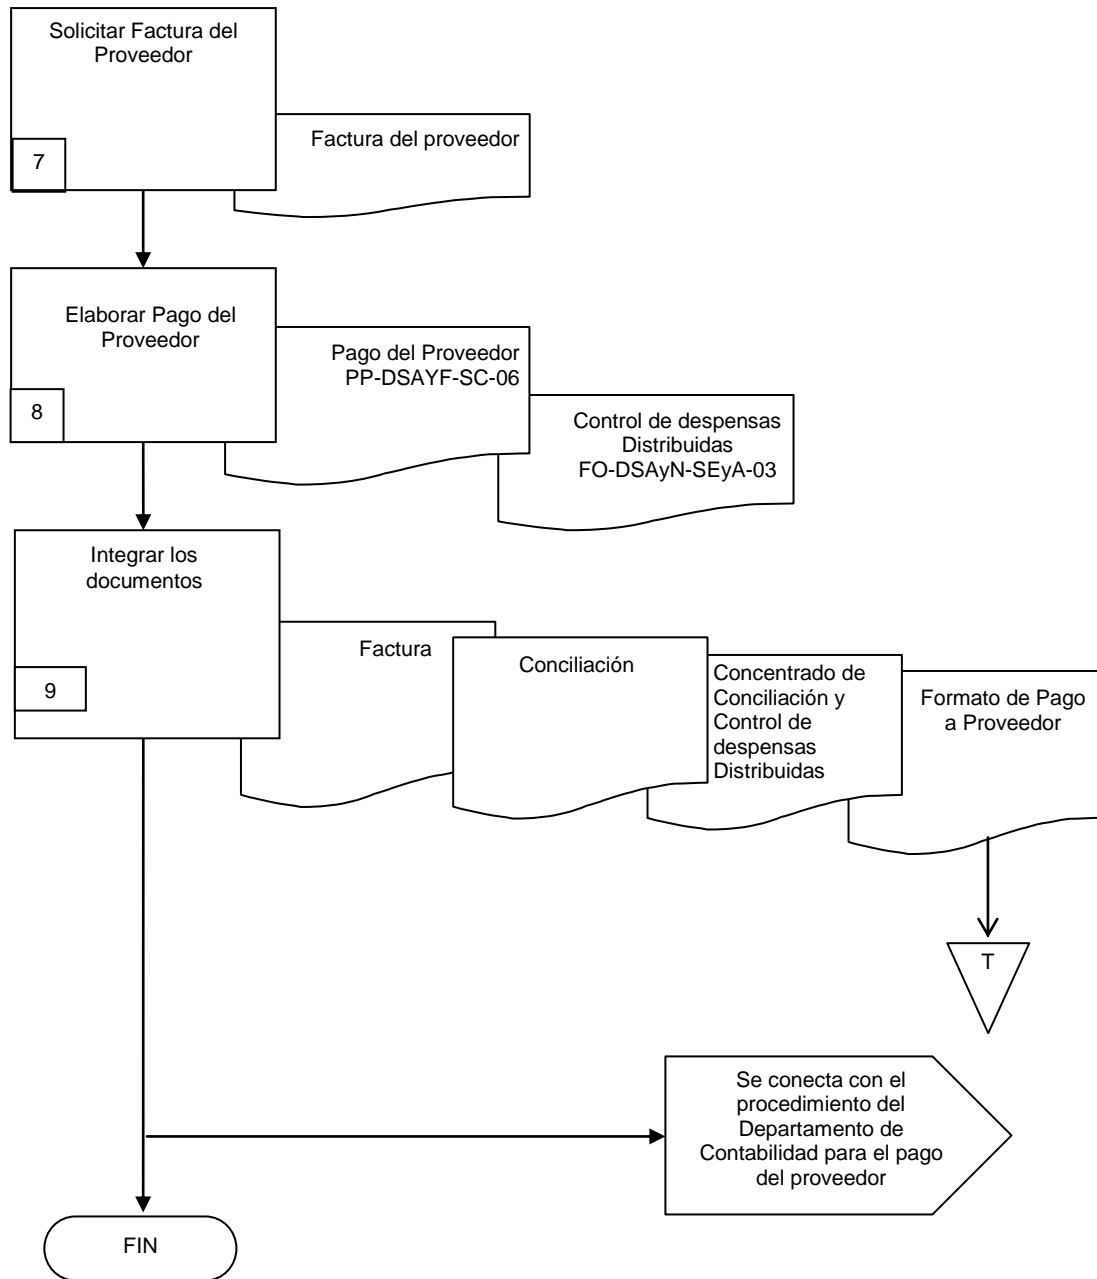 Solicitar Factura del
Proveedor
7
Factura del proveedor
Elaborar Pago del
Proveedor
8
Pago del Proveedor
PP-DSAYF-SC-06
Control de despensas
Distribuidas
FO-DSAyN-SEyA-03
Integrar los
documentos
9
Factura
Conciliación
Concentrado de
Conciliación y
Control de
despensas
Distribuidas
Formato de Pago
a Proveedor
T
Se conecta con el
procedimiento del
Departamento de
Contabilidad para el pago
del proveedor
FIN